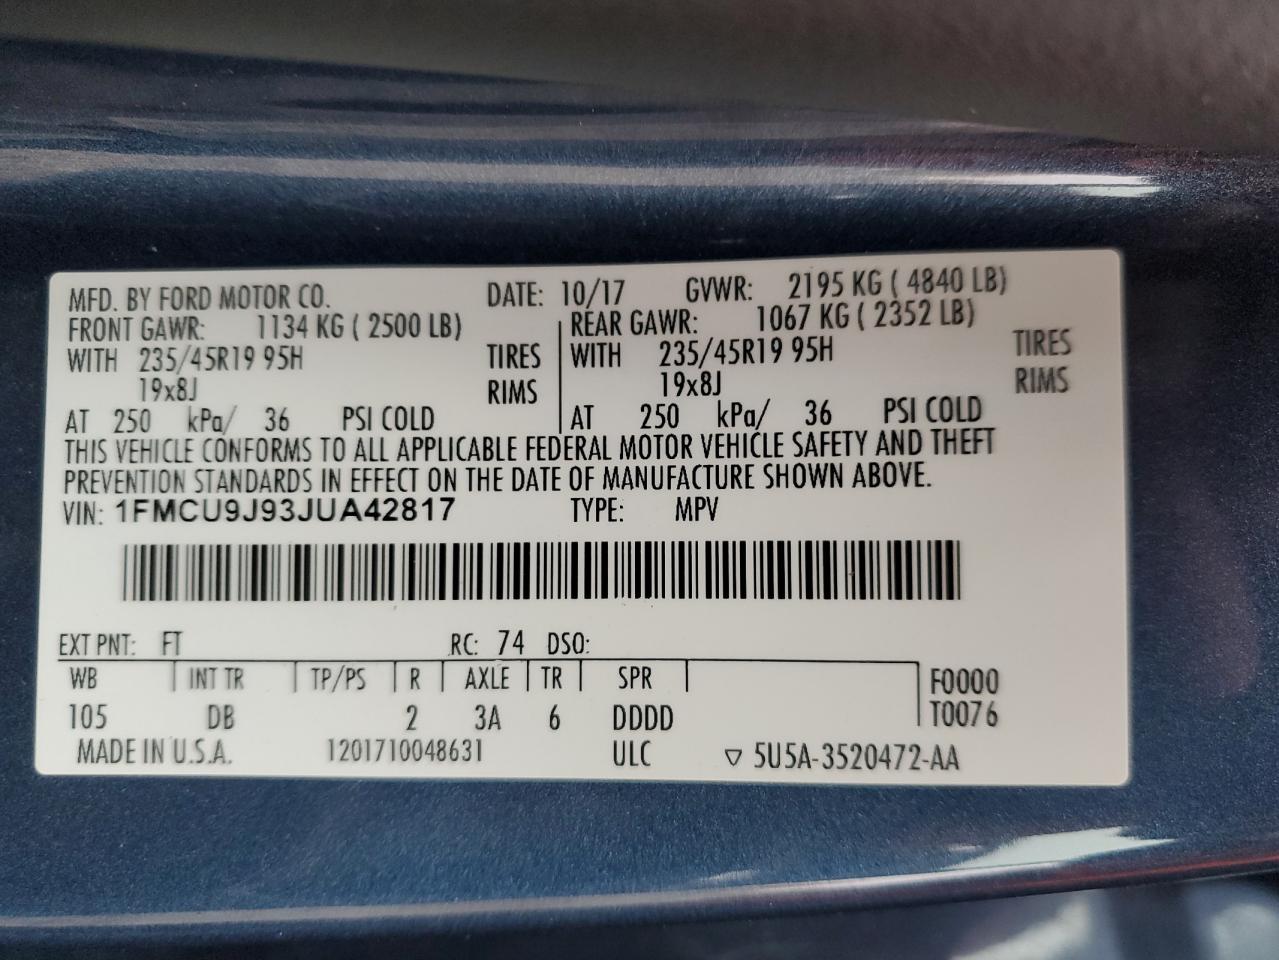 MFD. BY FORD MOTOR CO. DATE: 10/17 GVWR: 2195 KG ( 4840 LB)
FRONT GAWR: 1134 KG ( 2500 LB) REAR GAWR: 1067 KG ( 2352 LB)
WITH 235/45R19 95H TIRES WITH 235/45R19 95H TIRES
19x8J RIMS 19x8J RIMS
AT 250 kPa/ 36 PSI COLD AT 250 kPa/ 36 PSI COLD
THIS VEHICLE CONFORMS TO ALL APPLICABLE FEDERAL MOTOR VEHICLE SAFETY AND THEFT
PREVENTION STANDARDS IN EFFECT ON THE DATE OF MANUFACTURE SHOWN ABOVE.
VIN: 1FMCU9J93JUA42817 TYPE: MPV
EXT PNT: FT RC: 74 DSO:
WB INT TR TP/PS R AXLE TR SPR F0000
105 DB 2 3A 6 DDDD T0076
MADE IN U.S.A. 1201710048631 ULC ▽ 5U5A-3520472-AA